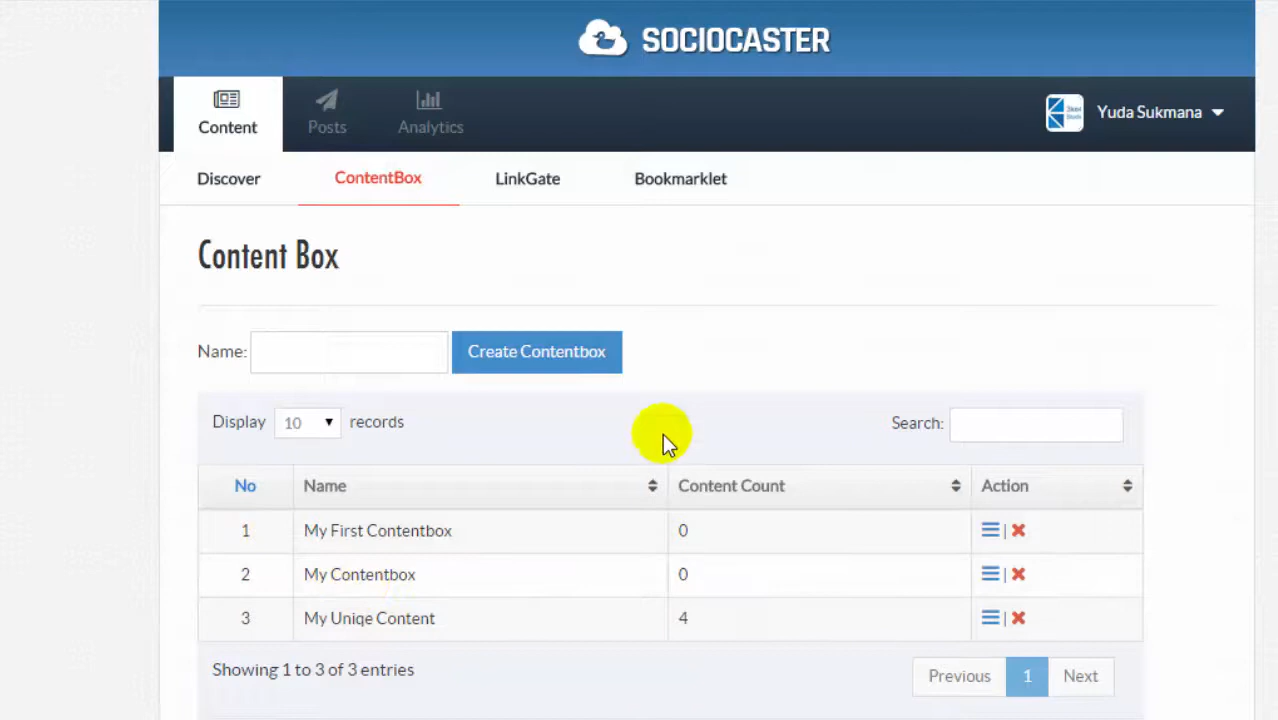 SOCIOCASTER
Content Posts Analytics Yuda Sukmana
Discover ContentBox LinkGate Bookmarklet
Content Box
Name: Create Contentbox
Display 10 records Search:
No Name Content Count Action
1 My First Contentbox 0 |
2 My Contentbox 0 |
3 My Uniqe Content 4 |
Showing 1 to 3 of 3 entries Previous 1 Next